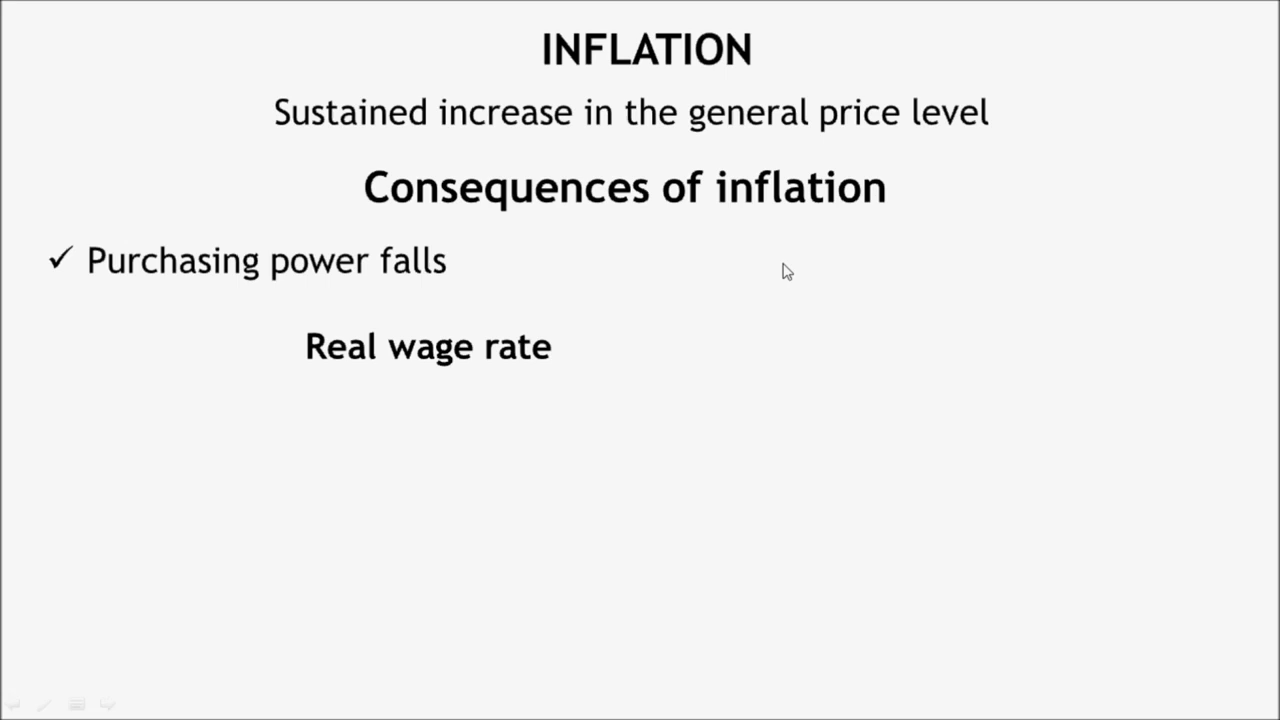 INFLATION
Sustained increase in the general price level
Consequences of inflation
✓ Purchasing power falls
Real wage rate